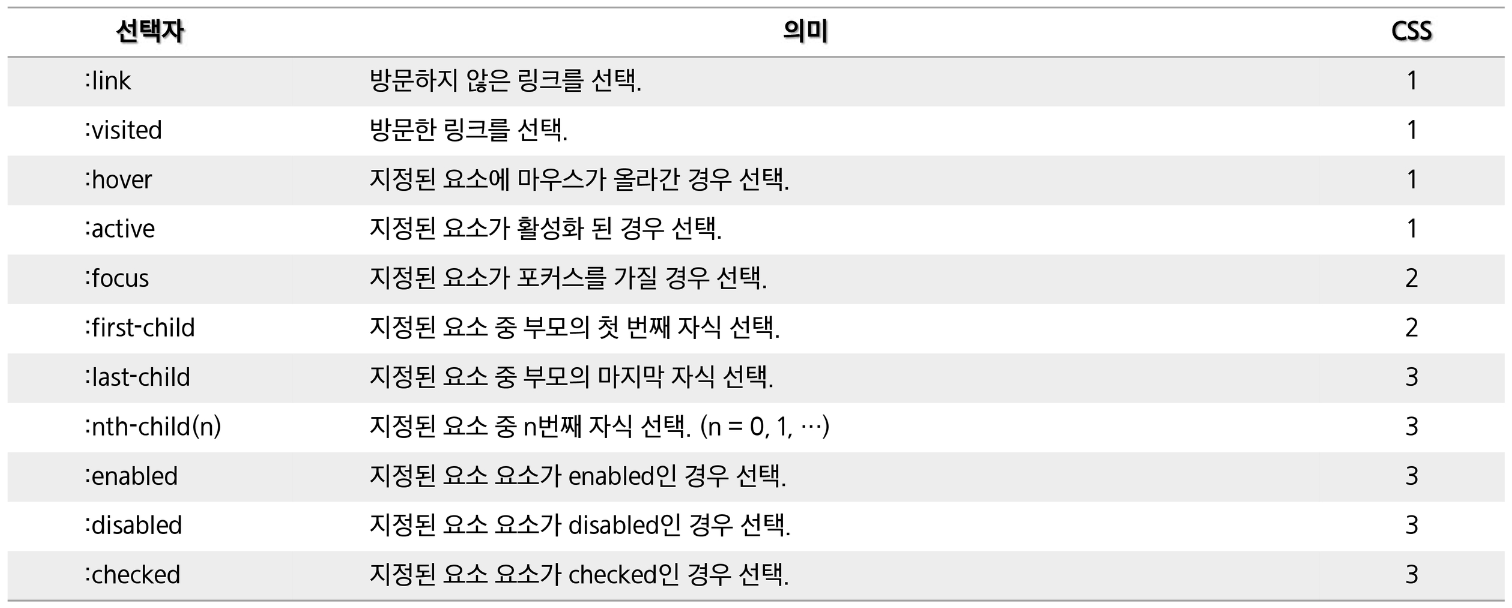 선택자 의미 CSS
:link 방문하지 않은 링크를 선택. 1
:visited 방문한 링크를 선택. 1
:hover 지정된 요소에 마우스가 올라간 경우 선택. 1
:active 지정된 요소가 활성화 된 경우 선택. 1
:focus 지정된 요소가 포커스를 가질 경우 선택. 2
:first-child 지정된 요소 중 부모의 첫 번째 자식 선택. 2
:last-child 지정된 요소 중 부모의 마지막 자식 선택. 3
:nth-child(n) 지정된 요소 중 n번째 자식 선택. (n = 0, 1, …) 3
:enabled 지정된 요소 요소가 enabled인 경우 선택. 3
:disabled 지정된 요소 요소가 disabled인 경우 선택. 3
:checked 지정된 요소 요소가 checked인 경우 선택. 3